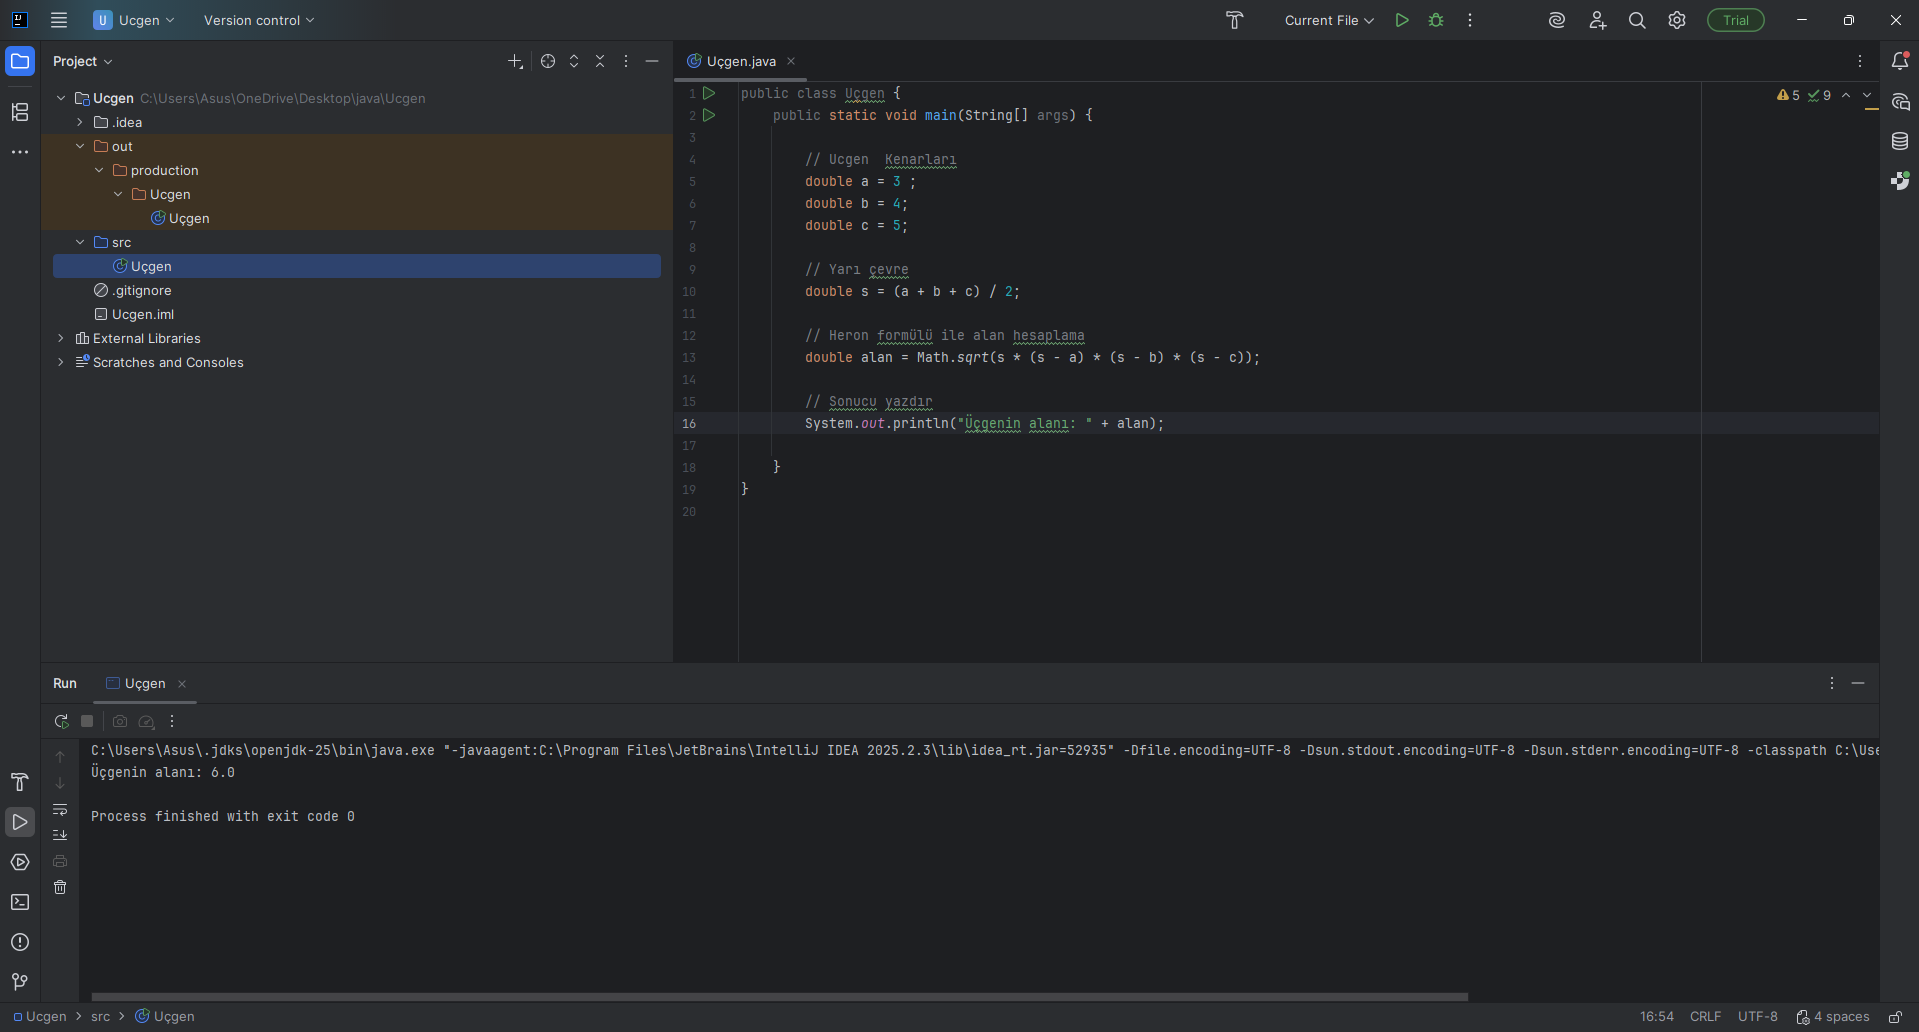 U Ucgen Version control Current File Trial
Project
Ucgen C:\Users\Asus\OneDrive\Desktop\java\Ucgen
.idea
out
production
Ucgen
Uçgen
src
Uçgen
.gitignore
Ucgen.iml
External Libraries
Scratches and Consoles
Uçgen.java
5 9
1 public class Uçgen {
2 public static void main(String[] args) {
3
4 // Ucgen  Kenarları
5 double a = 3 ;
6 double b = 4;
7 double c = 5;
8
9 // Yarı çevre
10 double s = (a + b + c) / 2;
11
12 // Heron formülü ile alan hesaplama
13 double alan = Math.sqrt(s * (s - a) * (s - b) * (s - c));
14
15 // Sonucu yazdır
16 System.out.println("Üçgenin alanı: " + alan);
17
18 }
19 }
20
Run Uçgen
C:\Users\Asus\.jdks\openjdk-25\bin\java.exe "-javaagent:C:\Program Files\JetBrains\IntelliJ IDEA 2025.2.3\lib\idea_rt.jar=52935" -Dfile.encoding=UTF-8 -Dsun.stdout.encoding=UTF-8 -Dsun.stderr.encoding=UTF-8 -classpath C:\Use
Üçgenin alanı: 6.0
Process finished with exit code 0
Ucgen > src > Uçgen 16:54 CRLF UTF-8 4 spaces